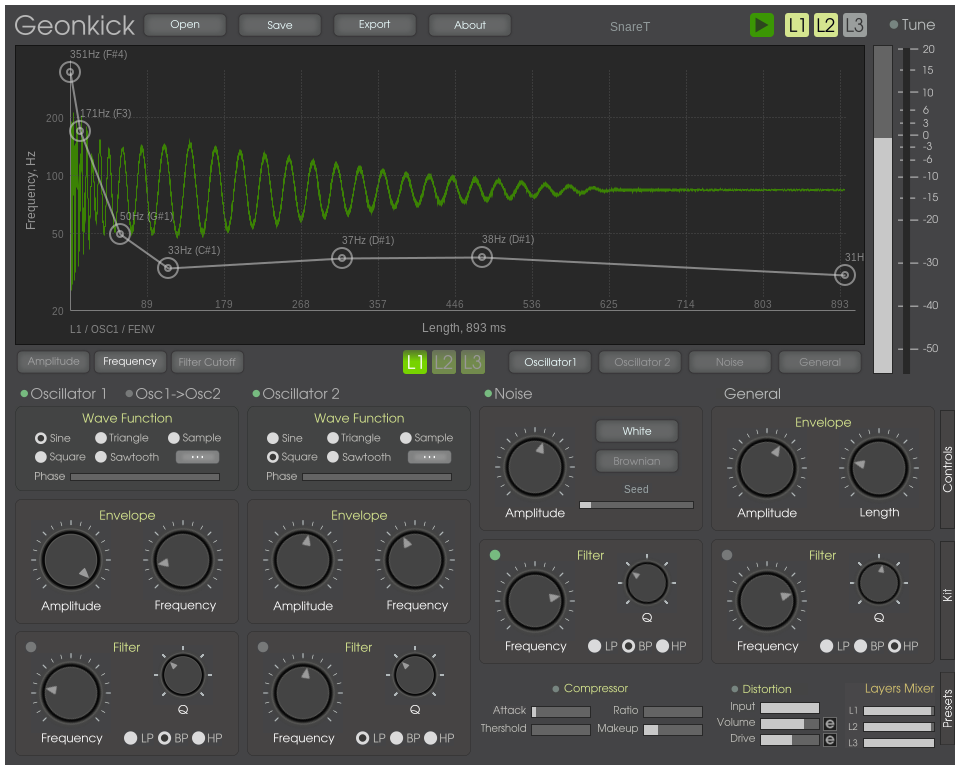 Geonkick Open Save Export About SnareT L1 L2 L3 Tune
351Hz (F#4)
171Hz (F3)
50Hz (G#1)
33Hz (C#1)
37Hz (D#1)
38Hz (D#1)
31H
Frequency, Hz
200
100
50
20
89 179 268 357 446 536 625 714 803 893
L1 / OSC1 / FENV
Length, 893 ms
20
15
10
6
3
0
-3
-6
-10
-15
-20
-30
-40
-50
Amplitude Frequency Filter Cutoff L1 L2 L3 Oscillator1 Oscillator 2 Noise General
Oscillator 1 Osc1->Osc2 Oscillator 2 Noise General
Wave Function
Sine Triangle Sample
Square Sawtooth ...
Phase
Envelope
Amplitude Frequency
Filter
Q
Frequency LP BP HP
Wave Function
Sine Triangle Sample
Square Sawtooth ...
Phase
Envelope
Amplitude Frequency
Filter
Q
Frequency LP BP HP
White
Brownian
Seed
Amplitude
Filter
Q
Frequency LP BP HP
Envelope
Amplitude Length
Filter
Q
Frequency LP BP HP
Compressor
Attack Ratio
Thershold Makeup
Distortion
Input
Volume e
Drive e
Layers Mixer
L1
L2
L3
Controls
Kit
Presets